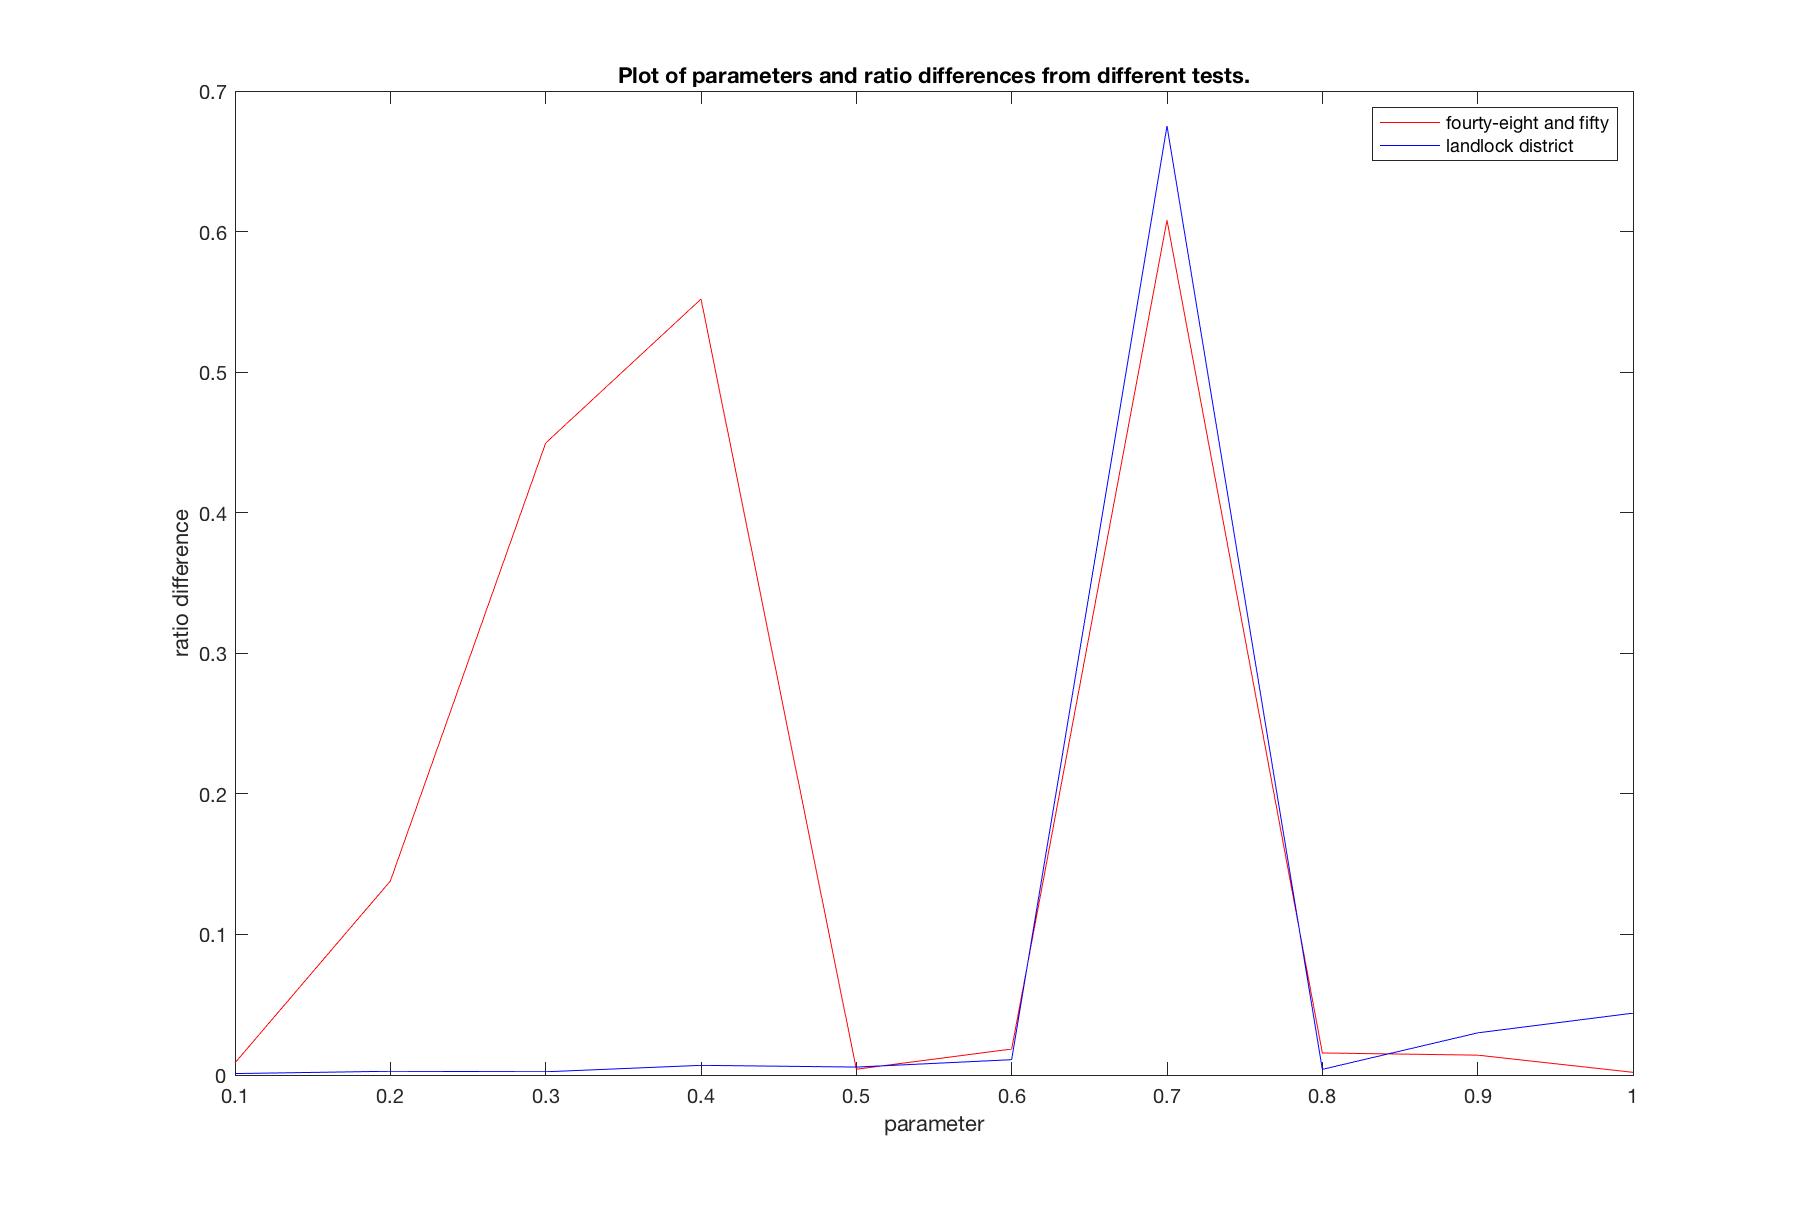 Plot of parameters and ratio differences from different tests.
fourty-eight and fifty
landlock district
0.7
0.6
0.5
0.4
0.3
0.2
0.1
0
ratio difference
0.1 0.2 0.3 0.4 0.5 0.6 0.7 0.8 0.9 1
parameter